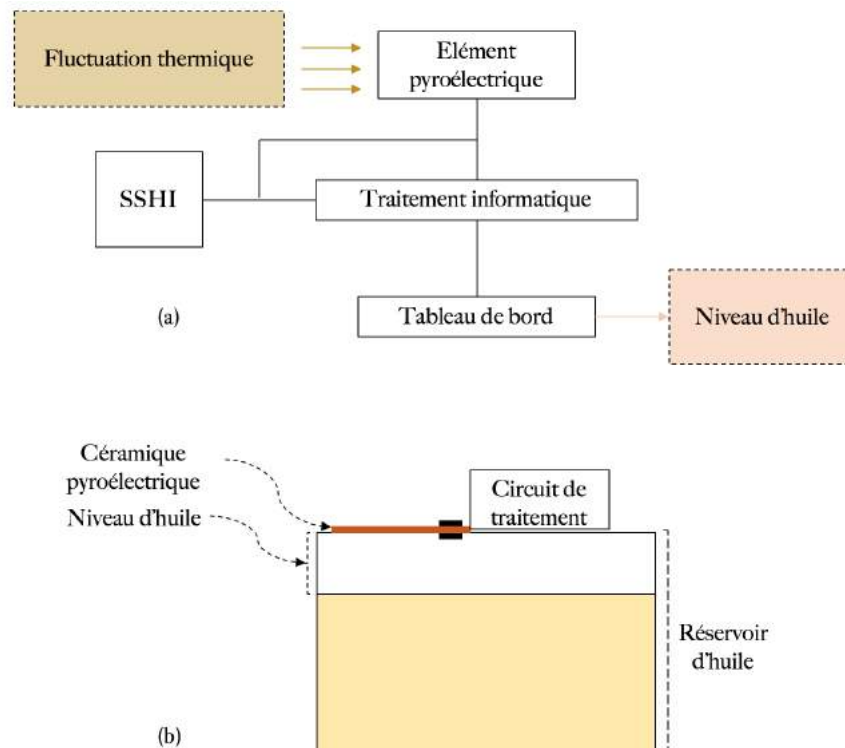 Fluctuation thermique
Elément
pyroélectrique
SSHI
Traitement informatique
(a)
Tableau de bord
Niveau d'huile
Céramique
pyroélectrique
Niveau d'huile
Circuit de
traitement
Réservoir
d'huile
(b)